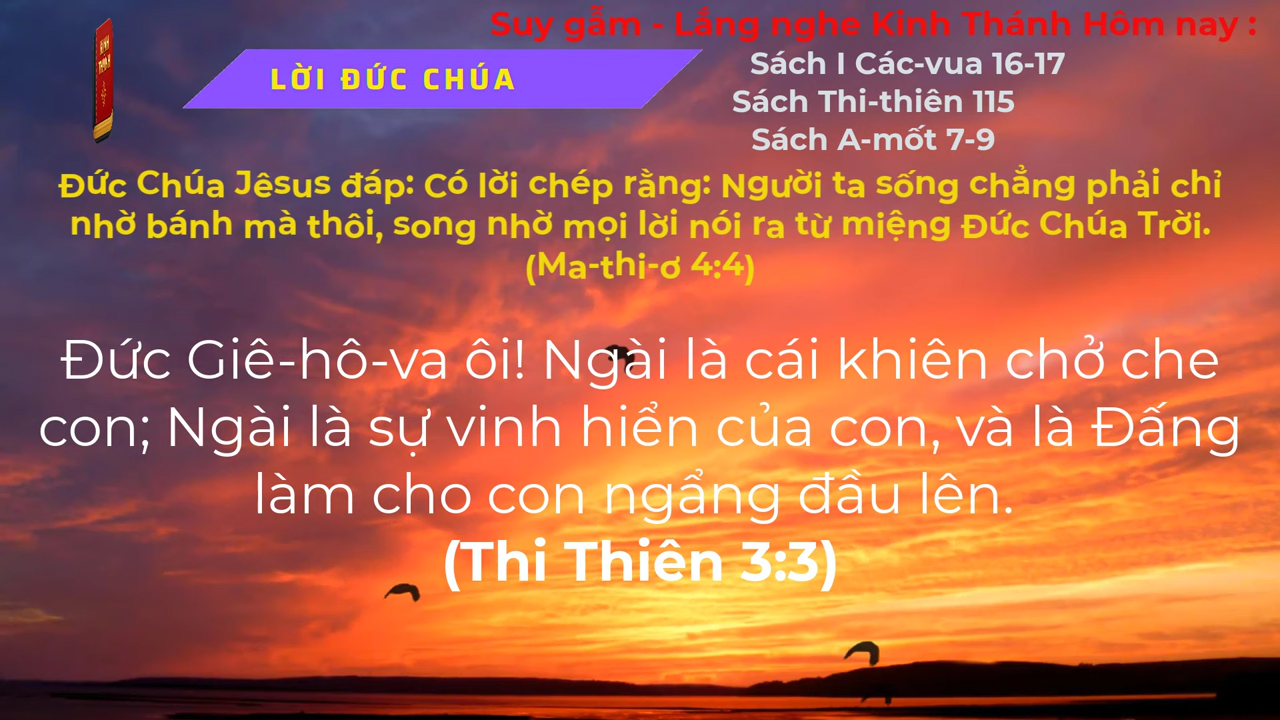 Suy gẫm - Lắng nghe Kinh Thánh Hôm nay :
KINH THÁNH
LỜI ĐỨC CHÚA
Sách I Các-vua 16-17
Sách Thi-thiên 115
Sách A-mốt 7-9
Đức Chúa Jêsus đáp: Có lời chép rằng: Người ta sống chẳng phải chỉ
nhờ bánh mà thôi, song nhờ mọi lời nói ra từ miệng Đức Chúa Trời.
(Ma-thi-ơ 4:4)
Đức Giê-hô-va ôi! Ngài là cái khiên chở che
con; Ngài là sự vinh hiển của con, và là Đấng
làm cho con ngẩng đầu lên.
(Thi Thiên 3:3)